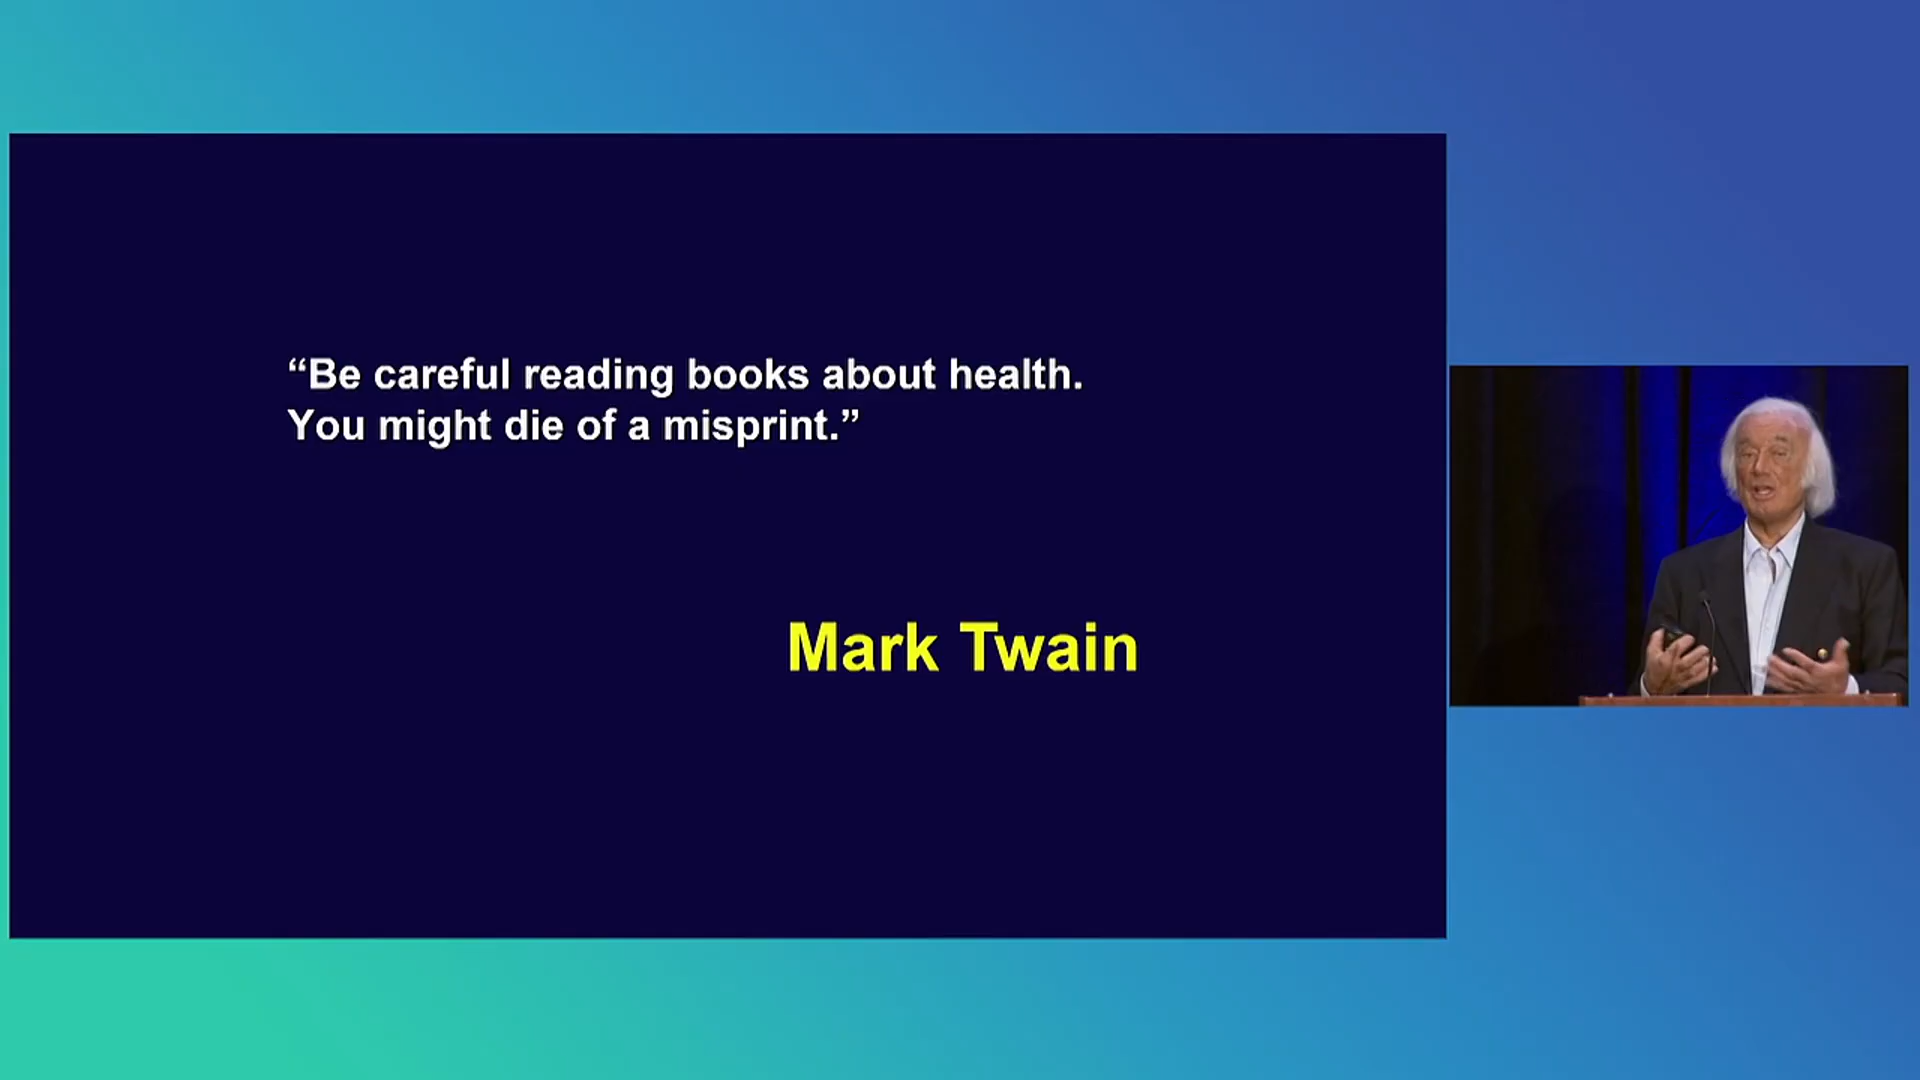 “Be careful reading books about health.
You might die of a misprint.”
Mark Twain